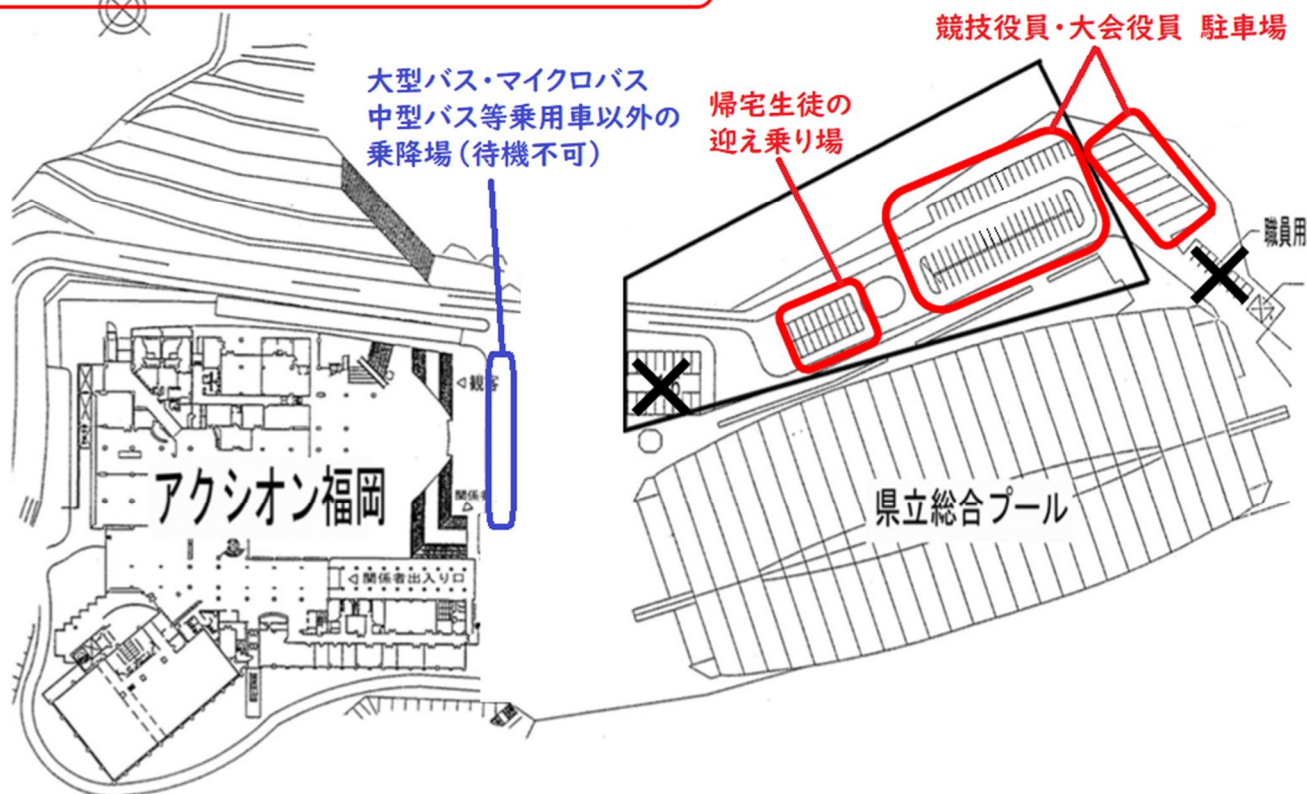 競技役員・大会役員 駐車場
大型バス・マイクロバス
中型バス等乗用車以外の
乗降場（待機不可）
帰宅生徒の
迎え乗り場
職員用
◁観客
アクシオン福岡
関係者
県立総合プール
◁関係者出入り口